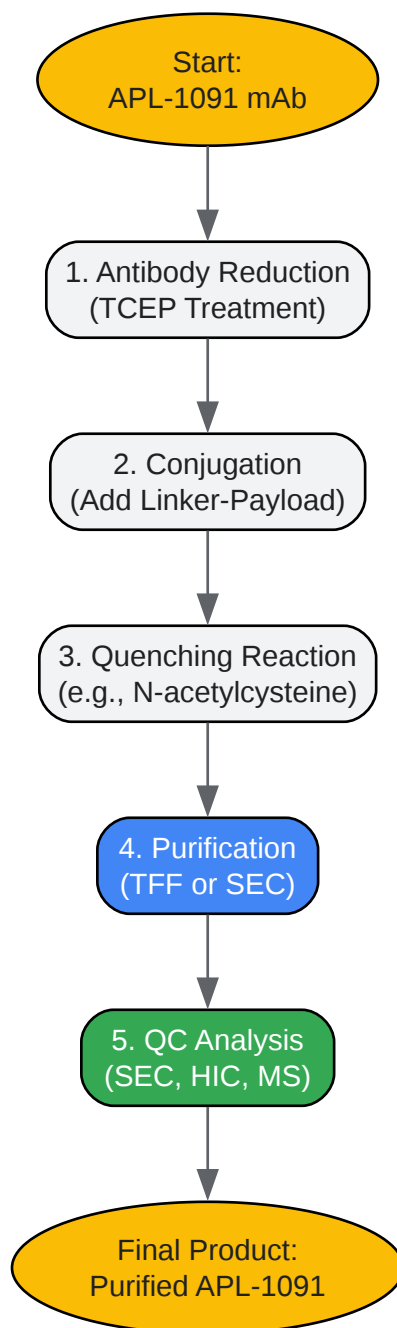 Start:
APL-1091 mAb
1. Antibody Reduction
(TCEP Treatment)
2. Conjugation
(Add Linker-Payload)
3. Quenching Reaction
(e.g., N-acetylcysteine)
4. Purification
(TFF or SEC)
5. QC Analysis
(SEC, HIC, MS)
Final Product:
Purified APL-1091